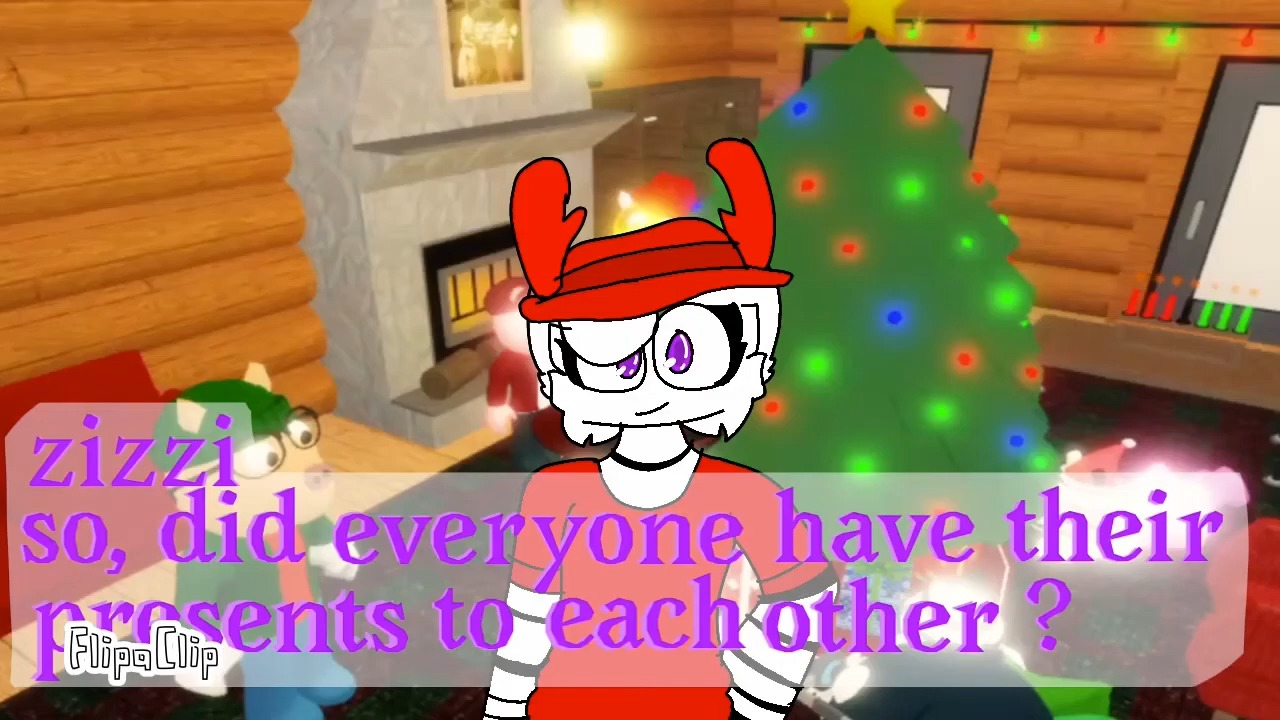 zizzi
so, did everyone have their
presents to each other ?
FlipaClip